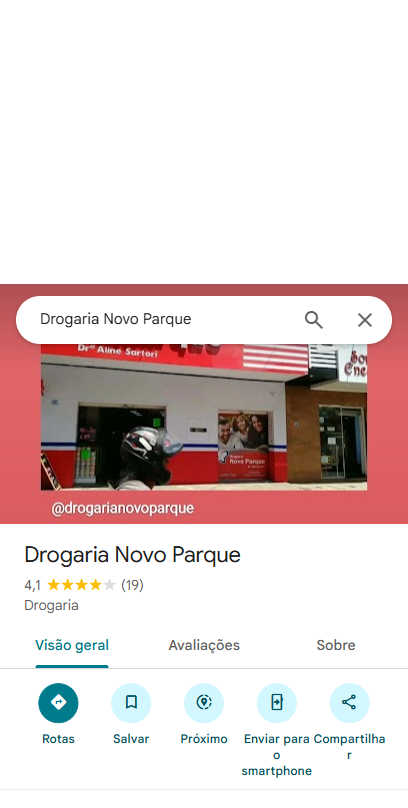 Drogaria Novo Parque
Drª Aline Sartori
Novo Parque
@drogarianovoparque
Drogaria Novo Parque
4,1 ★★★★★ (19)
Drogaria
Visão geral Avaliações Sobre
Rotas Salvar Próximo Enviar para o smartphone Compartilhar